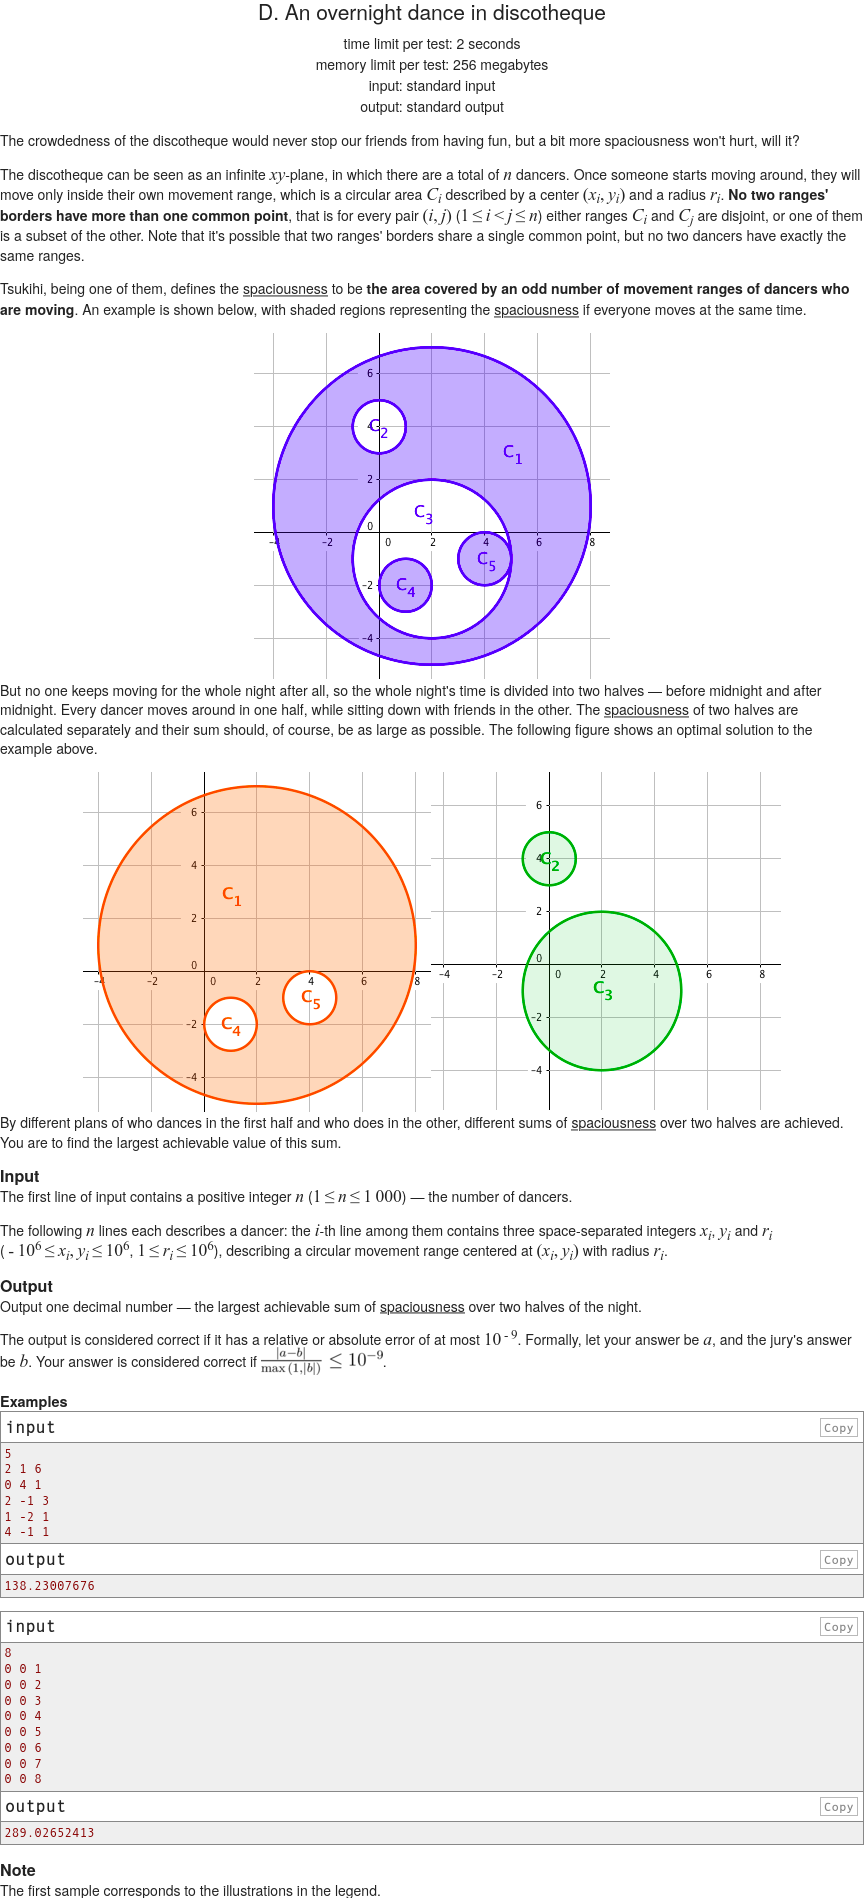 D. An overnight dance in discotheque
time limit per test: 2 seconds
memory limit per test: 256 megabytes
input: standard input
output: standard output
The crowdedness of the discotheque would never stop our friends from having fun, but a bit more spaciousness won't hurt, will it?
The discotheque can be seen as an infinite xy-plane, in which there are a total of n dancers. Once someone starts moving around, they will
move only inside their own movement range, which is a circular area C_i described by a center (x_i, y_i) and a radius r_i. No two ranges'
borders have more than one common point, that is for every pair (i, j) (1 ≤ i < j ≤ n) either ranges C_i and C_j are disjoint, or one of them
is a subset of the other. Note that it's possible that two ranges' borders share a single common point, but no two dancers have exactly the
same ranges.
Tsukihi, being one of them, defines the spaciousness to be the area covered by an odd number of movement ranges of dancers who
are moving. An example is shown below, with shaded regions representing the spaciousness if everyone moves at the same time.
6
4 C2
C1
2
C3
0
-4 -2 0 2 4 6 8
C5
-2 C4
-4
But no one keeps moving for the whole night after all, so the whole night's time is divided into two halves — before midnight and after
midnight. Every dancer moves around in one half, while sitting down with friends in the other. The spaciousness of two halves are
calculated separately and their sum should, of course, be as large as possible. The following figure shows an optimal solution to the
example above.
6 6
4 4 C2
C1
2 2
0 0
-4 -2 0 2 4 6 8 -4 -2 0 2 4 6 8
C5 C3
-2 C4 -2
-4 -4
By different plans of who dances in the first half and who does in the other, different sums of spaciousness over two halves are achieved.
You are to find the largest achievable value of this sum.
Input
The first line of input contains a positive integer n (1 ≤ n ≤ 1 000) — the number of dancers.
The following n lines each describes a dancer: the i-th line among them contains three space-separated integers x_i, y_i and r_i
( - 10^6 ≤ x_i, y_i ≤ 10^6, 1 ≤ r_i ≤ 10^6), describing a circular movement range centered at (x_i, y_i) with radius r_i.
Output
Output one decimal number — the largest achievable sum of spaciousness over two halves of the night.
The output is considered correct if it has a relative or absolute error of at most 10^-9. Formally, let your answer be a, and the jury's answer
be b. Your answer is considered correct if |a−b| / max (1,|b|) ≤ 10^−9.
Examples
input Copy
5
2 1 6
0 4 1
2 -1 3
1 -2 1
4 -1 1
output Copy
138.23007676
input Copy
8
0 0 1
0 0 2
0 0 3
0 0 4
0 0 5
0 0 6
0 0 7
0 0 8
output Copy
289.02652413
Note
The first sample corresponds to the illustrations in the legend.